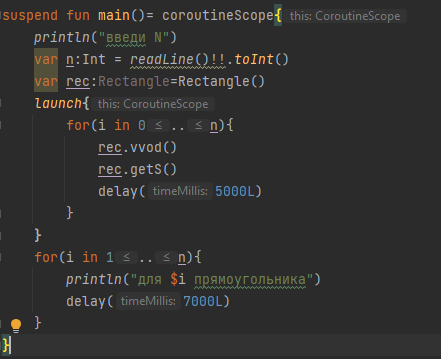 suspend fun main()= coroutineScope{ this: CoroutineScope
println("введи N")
var n:Int = readLine()!!.toInt()
var rec:Rectangle=Rectangle()
launch{ this: CoroutineScope
for(i in 0 ≤ .. ≤ n){
rec.vvod()
rec.getS()
delay( timeMillis: 5000L)
}
}
for(i in 1 ≤ .. ≤ n){
println("для $i прямоугольника")
delay( timeMillis: 7000L)
}
}